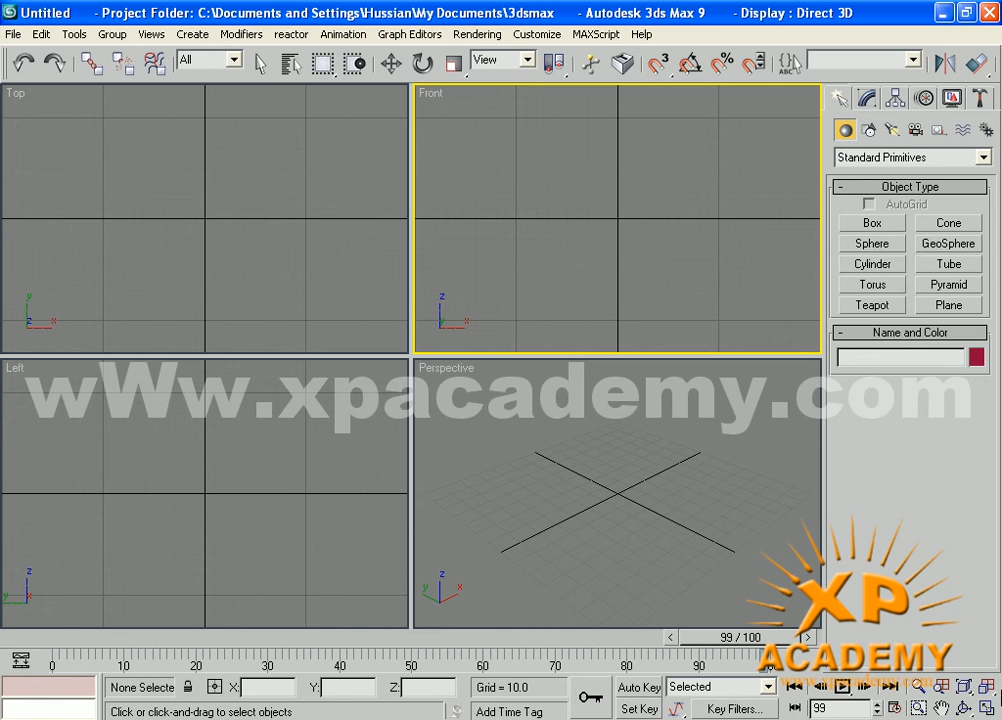 Untitled - Project Folder: C:\Documents and Settings\Hussian\My Documents\3dsmax - Autodesk 3ds Max 9 - Display : Direct 3D
File Edit Tools Group Views Create Modifiers reactor Animation Graph Editors Rendering Customize MAXScript Help
All View
Top Front
Standard Primitives
- Object Type
AutoGrid
Box Cone
Sphere GeoSphere
Cylinder Tube
Torus Pyramid
Teapot Plane
- Name and Color
y z x
z y x
Left Perspective
wWw.xpacademy.com
z y x
z y x
XP
ACADEMY
www.xpacademy.com
< 99 / 100 >
0 10 20 30 40 50 60 70 80 90
None Selecte X: Y: Z: Grid = 10.0 Auto Key Selected
Click or click-and-drag to select objects Add Time Tag Set Key Key Filters... 99